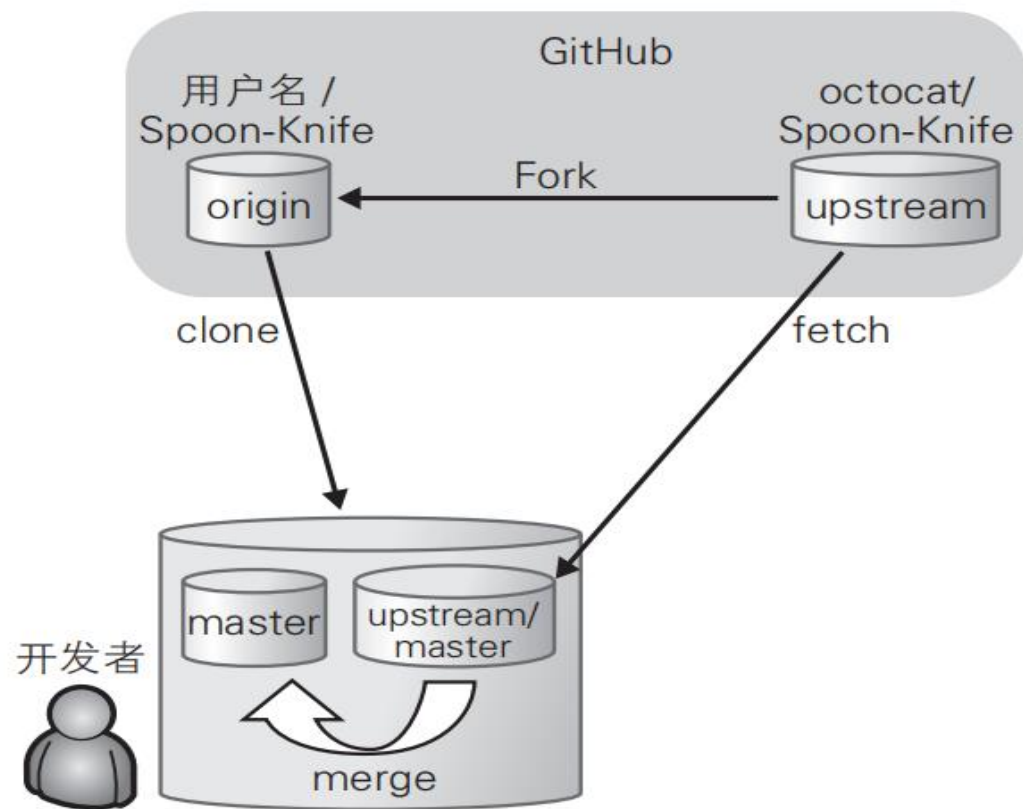 GitHub
用户名 /
Spoon-Knife
octocat/
Spoon-Knife
origin
Fork
upstream
clone
fetch
master
upstream/
master
开发者
merge